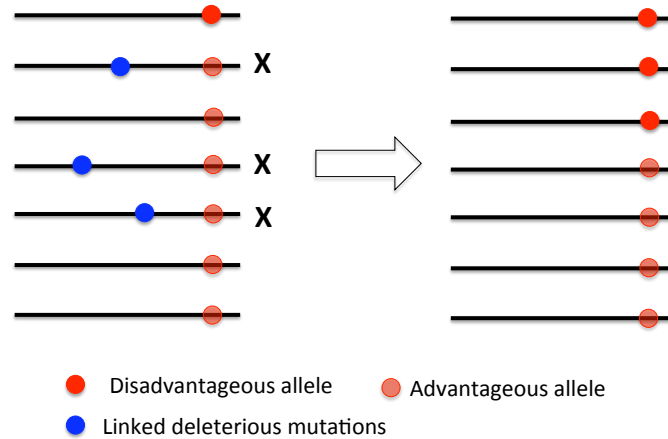 X
X
X
Disadvantageous allele
Advantageous allele
Linked deleterious mutations